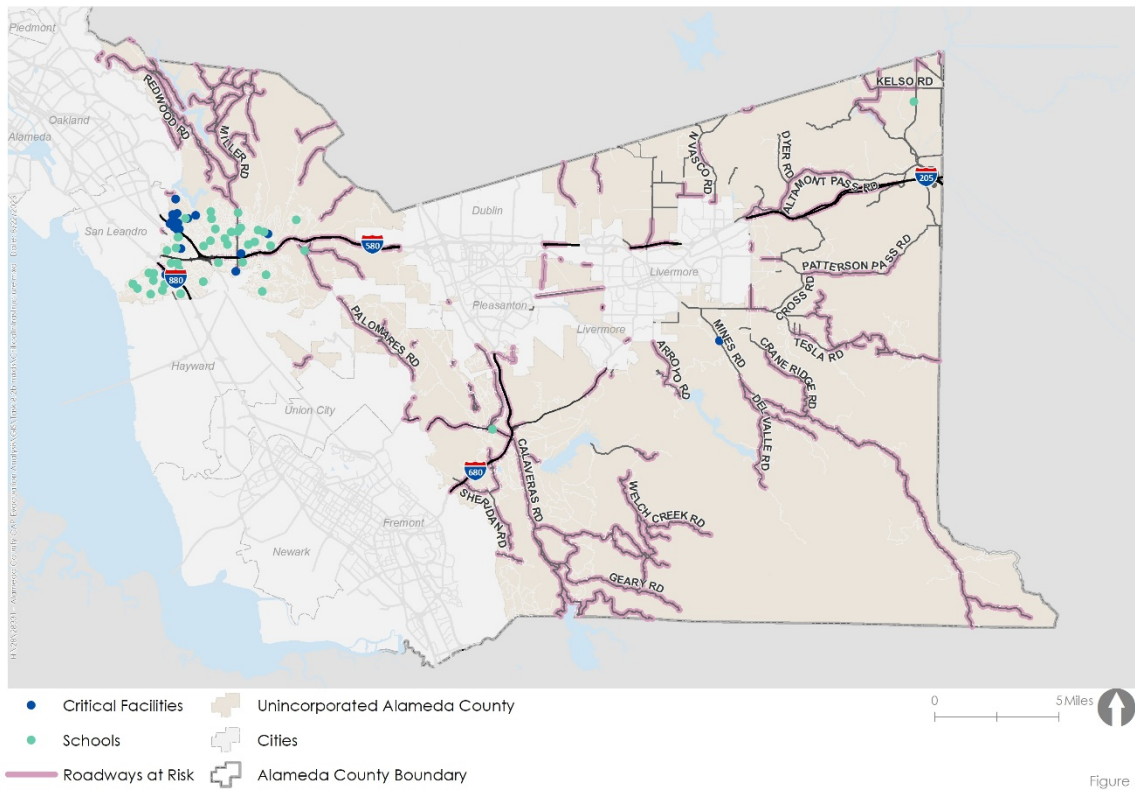 Piedmont
Oakland
Alameda
REDWOOD RD
MILLER RD
KELSO RD
N VASCO RD
DYER RD
ALTAMONT PASS RD
205
San Leandro
Dublin
580
880
Livermore
PATTERSON PASS RD
Pleasanton
CROSS RD
PALOMARES RD
Livermore
MINES RD
TESLA RD
Hayward
ARROYO RD
CRANE RIDGE RD
Union City
DEL VALLE RD
680
CALAVERAS RD
SHERIDAN RD
WELCH CREEK RD
Fremont
Newark
GEARY RD
Critical Facilities
Unincorporated Alameda County
0 5 Miles
Schools
Cities
Roadways at Risk
Alameda County Boundary
Figure